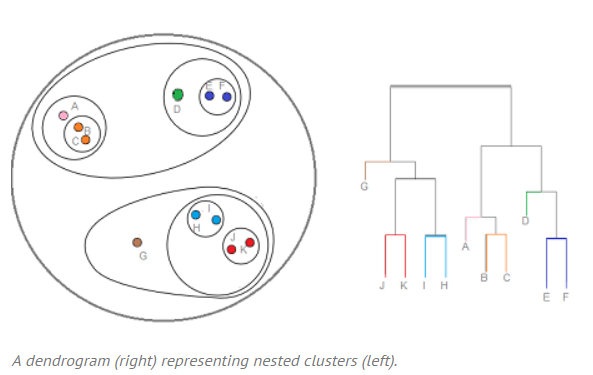 A
B
C
D
E F
I
H
J
K
G
G
J K I H
A
B C
D
E F
A dendrogram (right) representing nested clusters (left).